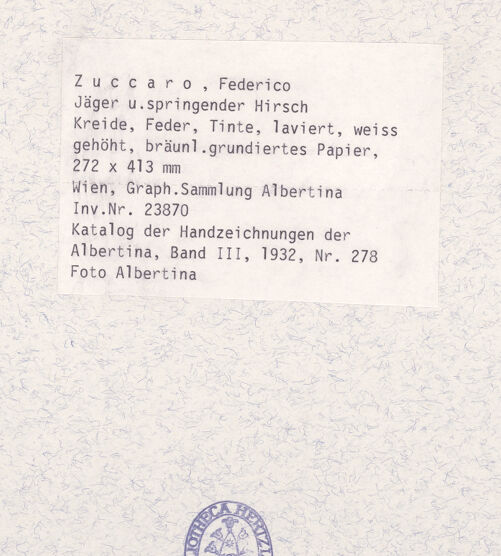 Z u c c a r o , Federico
Jäger u.springender Hirsch
Kreide, Feder, Tinte, laviert, weiss
gehöht, bräunl.grundiertes Papier,
272 x 413 mm
Wien, Graph.Sammlung Albertina
Inv.Nr. 23870
Katalog der Handzeichnungen der
Albertina, Band III, 1932, Nr. 278
Foto Albertina